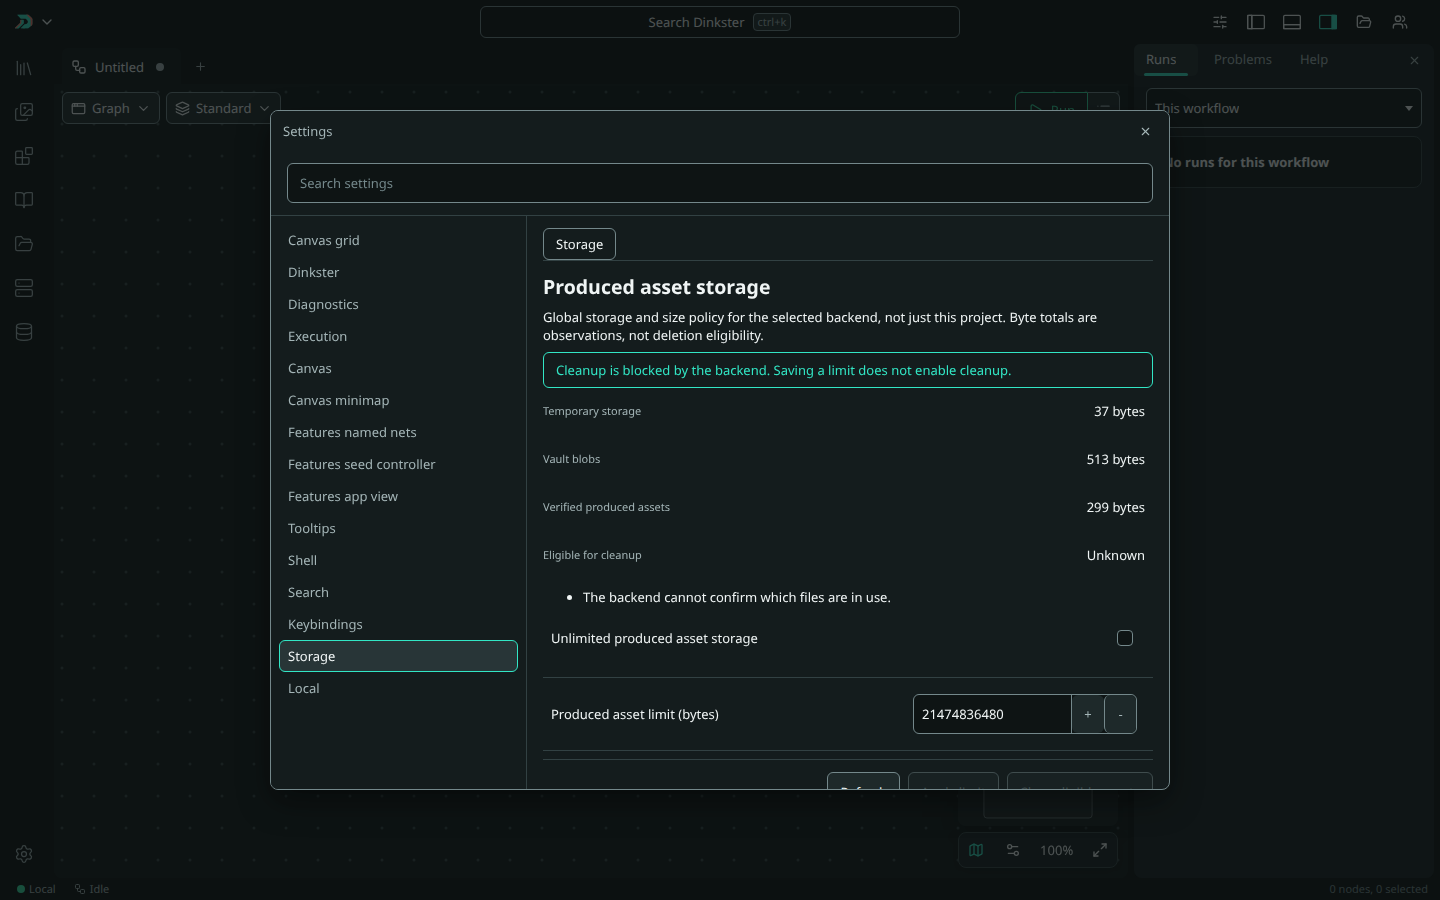 Search Dinkster ctrl+k
Untitled
Runs Problems Help
Graph
Standard
Run
This workflow
No runs for this workflow
Settings
Search settings
Canvas grid
Dinkster
Diagnostics
Execution
Canvas
Canvas minimap
Features named nets
Features seed controller
Features app view
Tooltips
Shell
Search
Keybindings
Storage
Local
Storage
Produced asset storage
Global storage and size policy for the selected backend, not just this project. Byte totals are
observations, not deletion eligibility.
Cleanup is blocked by the backend. Saving a limit does not enable cleanup.
Temporary storage 37 bytes
Vault blobs 513 bytes
Verified produced assets 299 bytes
Eligible for cleanup Unknown
• The backend cannot confirm which files are in use.
Unlimited produced asset storage
Produced asset limit (bytes) 21474836480 + -
100%
Local Idle
0 nodes, 0 selected